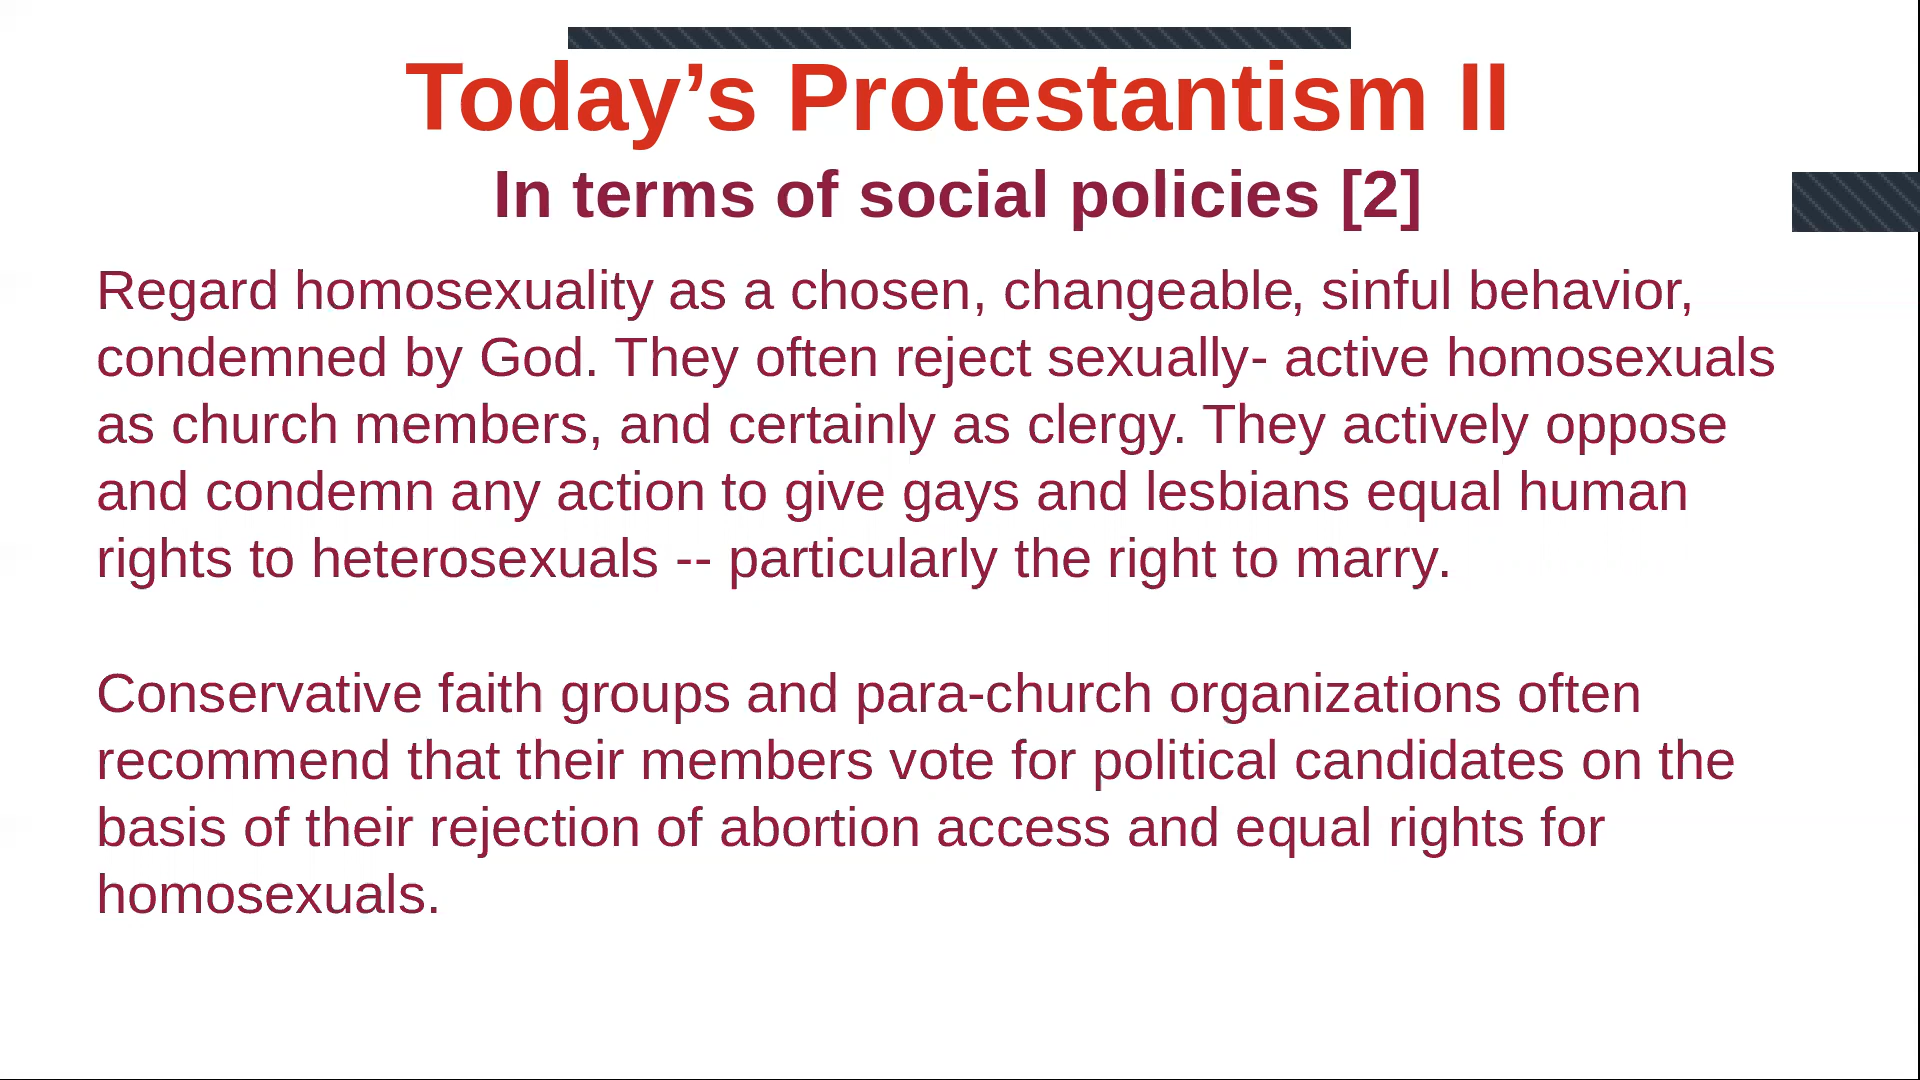 Today’s Protestantism II
In terms of social policies [2]
Regard homosexuality as a chosen, changeable, sinful behavior,
condemned by God. They often reject sexually- active homosexuals
as church members, and certainly as clergy. They actively oppose
and condemn any action to give gays and lesbians equal human
rights to heterosexuals -- particularly the right to marry.
Conservative faith groups and para-church organizations often
recommend that their members vote for political candidates on the
basis of their rejection of abortion access and equal rights for
homosexuals.